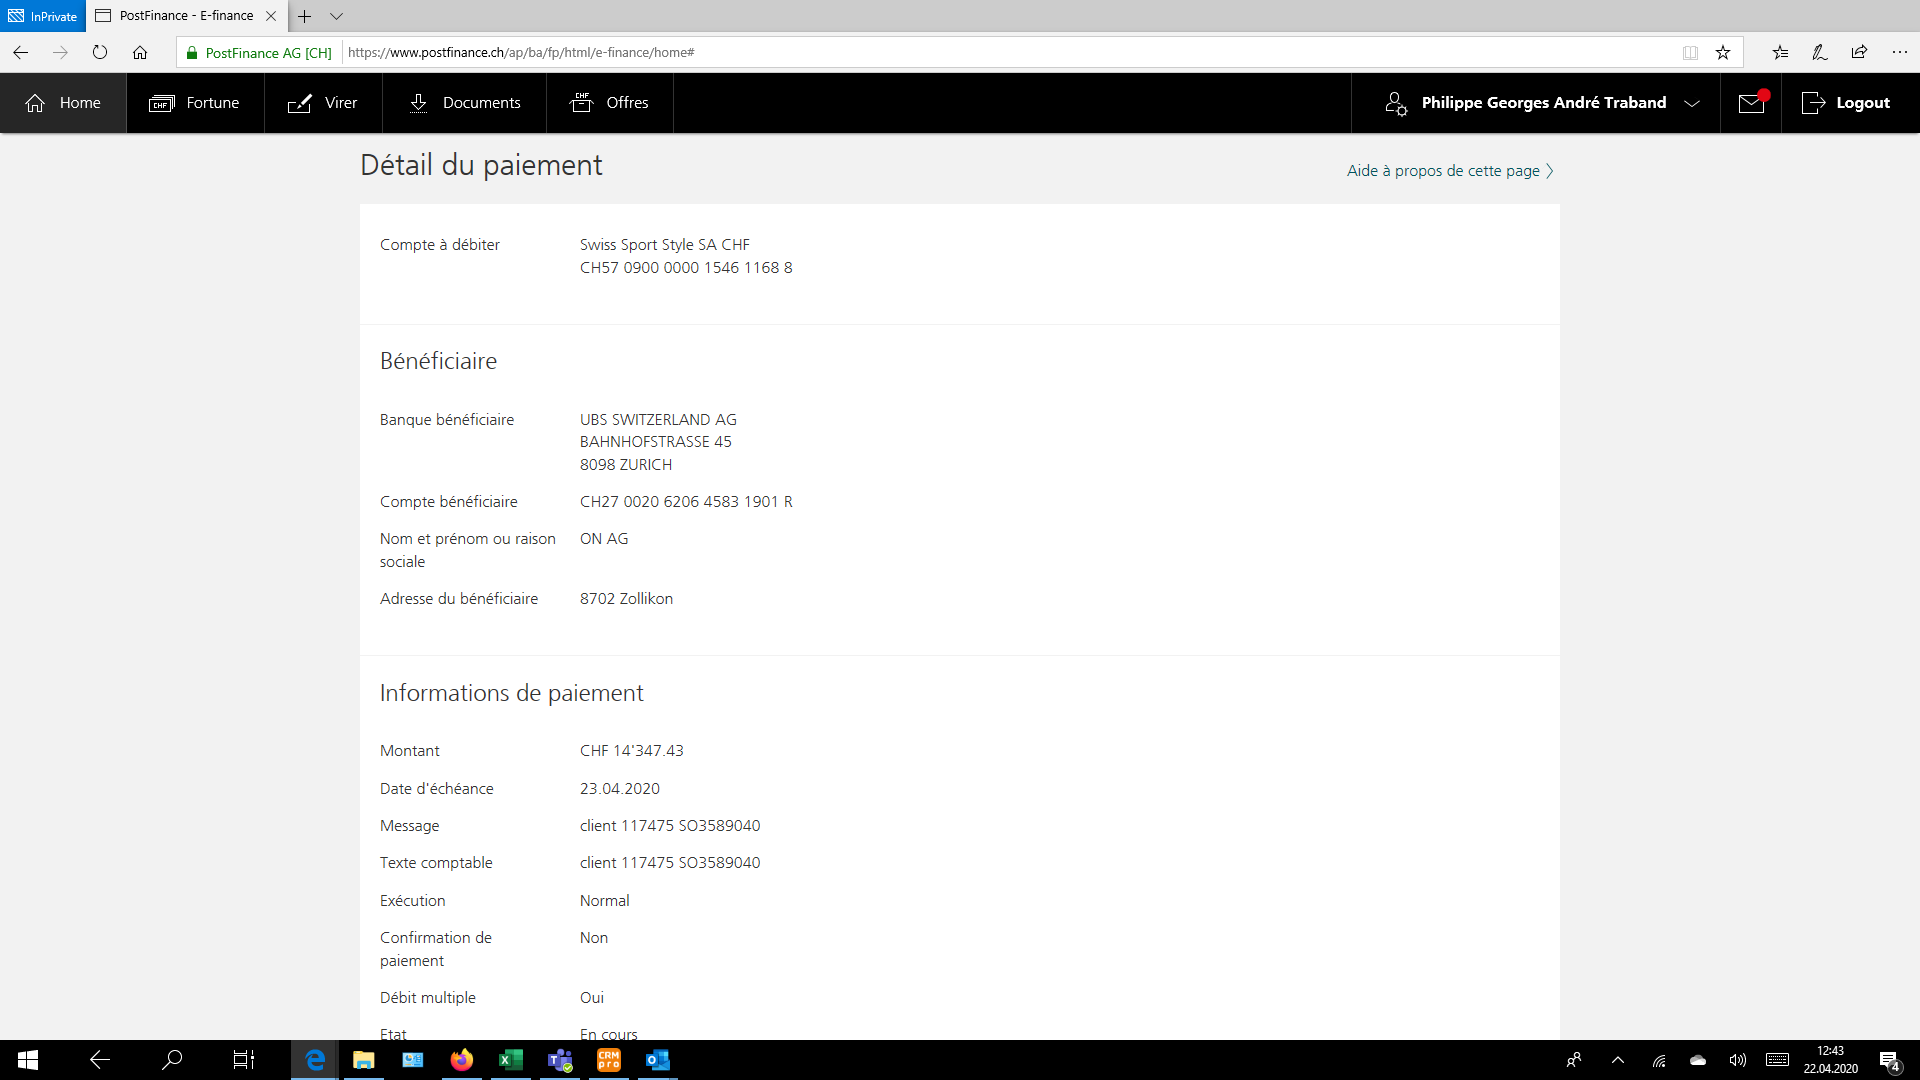 InPrivate
PostFinance - E-finance
PostFinance AG [CH]
https://www.postfinance.ch/ap/ba/fp/html/e-finance/home#
Home
CHF
Fortune
Virer
Documents
CHF
Offres
Philippe Georges André Traband
Logout
Détail du paiement
Aide à propos de cette page
Compte à débiter
Swiss Sport Style SA CHF
CH57 0900 0000 1546 1168 8
Bénéficiaire
Banque bénéficiaire
UBS SWITZERLAND AG
BAHNHOFSTRASSE 45
8098 ZURICH
Compte bénéficiaire
CH27 0020 6206 4583 1901 R
Nom et prénom ou raison
sociale
ON AG
Adresse du bénéficiaire
8702 Zollikon
Informations de paiement
Montant
CHF 14'347.43
Date d'échéance
23.04.2020
Message
client 117475 SO3589040
Texte comptable
client 117475 SO3589040
Exécution
Normal
Confirmation de
paiement
Non
Débit multiple
Oui
Etat
En cours
CRM
pro
12:43
22.04.2020
4